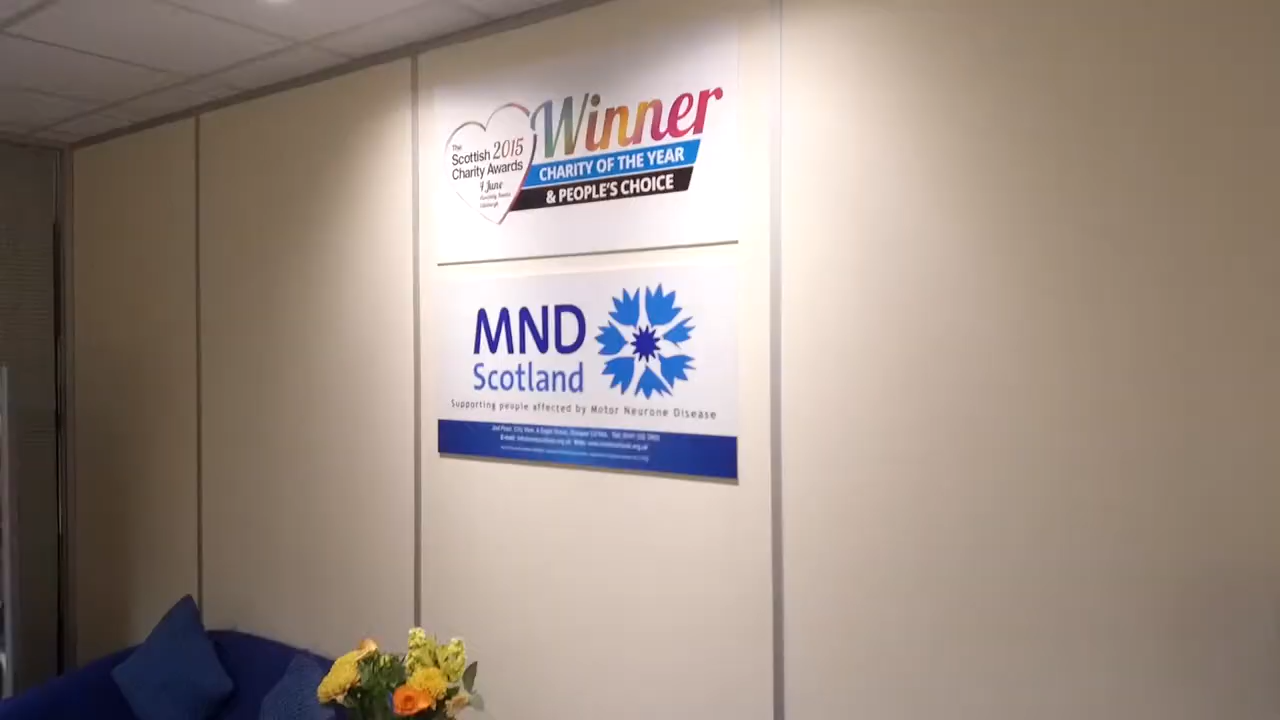 The
Scottish 2015
Charity Awards
4 June
Edinburgh
Winner
CHARITY OF THE YEAR
& PEOPLE'S CHOICE
MND
Scotland
Supporting people affected by Motor Neurone Disease